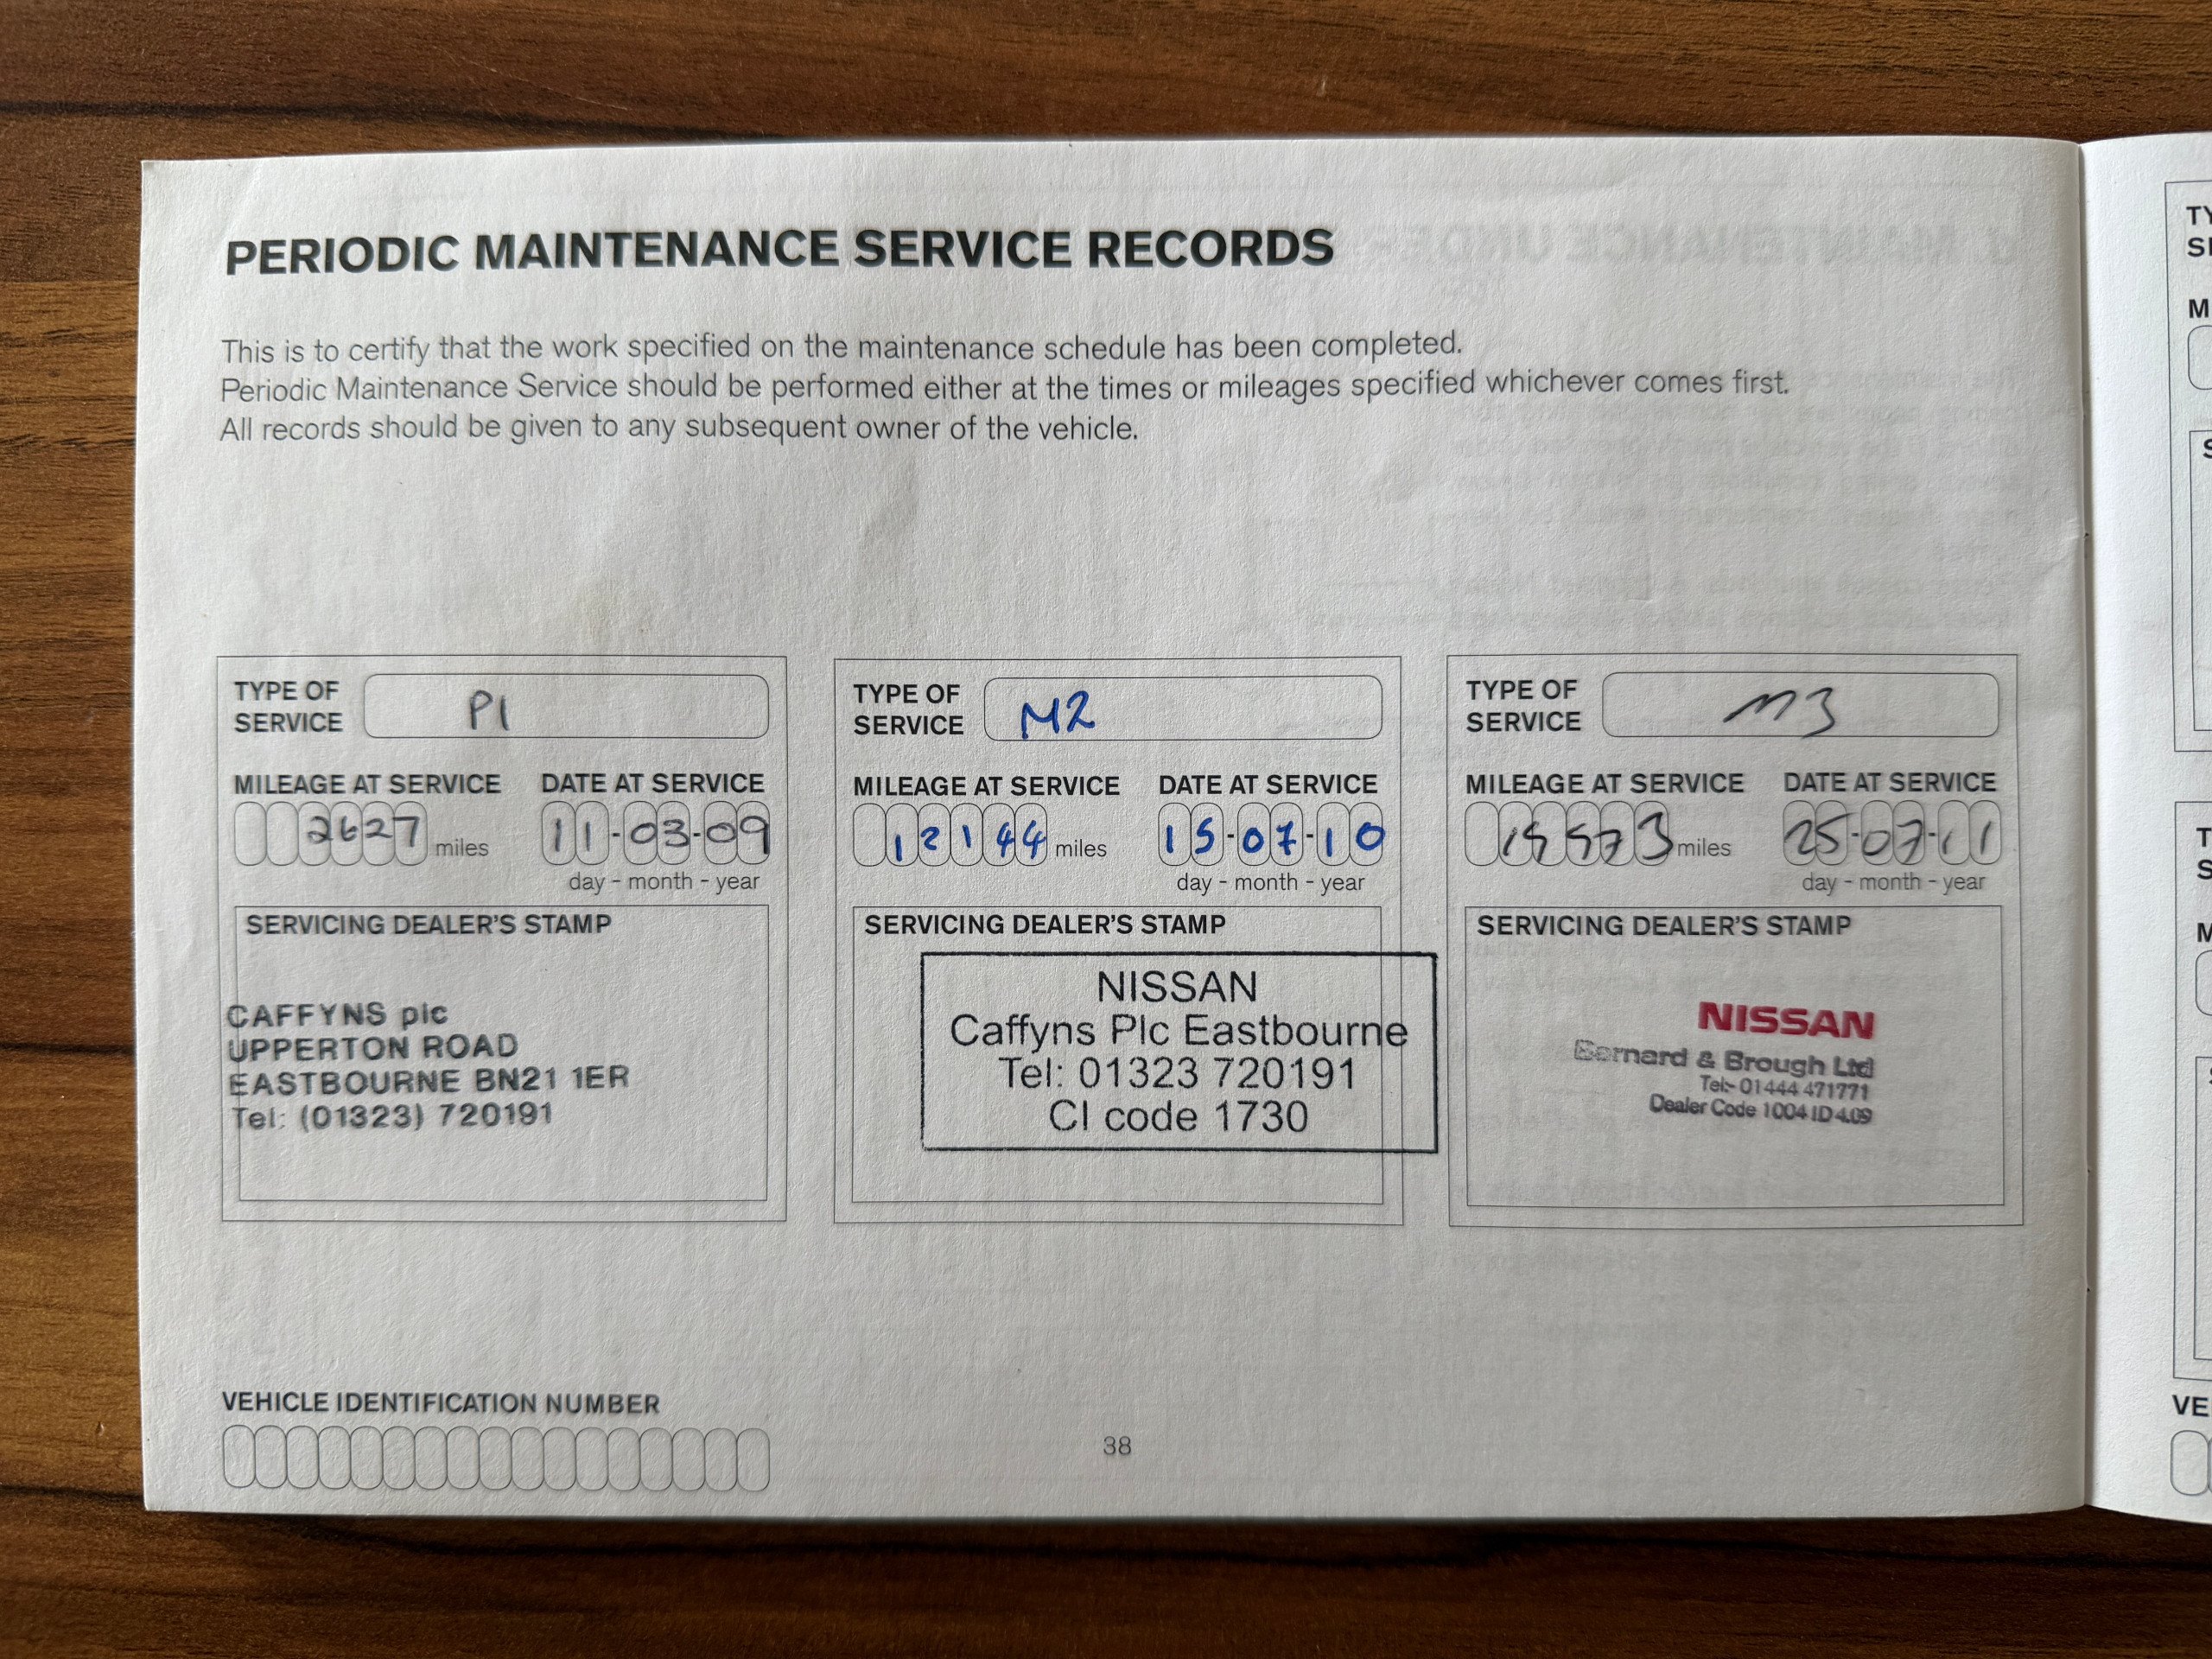 PERIODIC MAINTENANCE SERVICE RECORDS
This is to certify that the work specified on the maintenance schedule has been completed.
Periodic Maintenance Service should be performed either at the times or mileages specified whichever comes first.
All records should be given to any subsequent owner of the vehicle.
TYPE OF
SERVICE P1
MILEAGE AT SERVICE DATE AT SERVICE
2627 miles 11-03-09
day - month - year
SERVICING DEALER'S STAMP
CAFFYNS plc
UPPERTON ROAD
EASTBOURNE BN21 1ER
Tel: (01323) 720191
TYPE OF
SERVICE M2
MILEAGE AT SERVICE DATE AT SERVICE
12144 miles 15-07-10
day - month - year
SERVICING DEALER'S STAMP
NISSAN
Caffyns Plc Eastbourne
Tel: 01323 720191
CI code 1730
TYPE OF
SERVICE M3
MILEAGE AT SERVICE DATE AT SERVICE
miles 25-07-11
day - month - year
SERVICING DEALER'S STAMP
NISSAN
Barnard & Brough Ltd
Tel:- 01444 471771
Dealer Code 1004 ID 4.09
VEHICLE IDENTIFICATION NUMBER
38